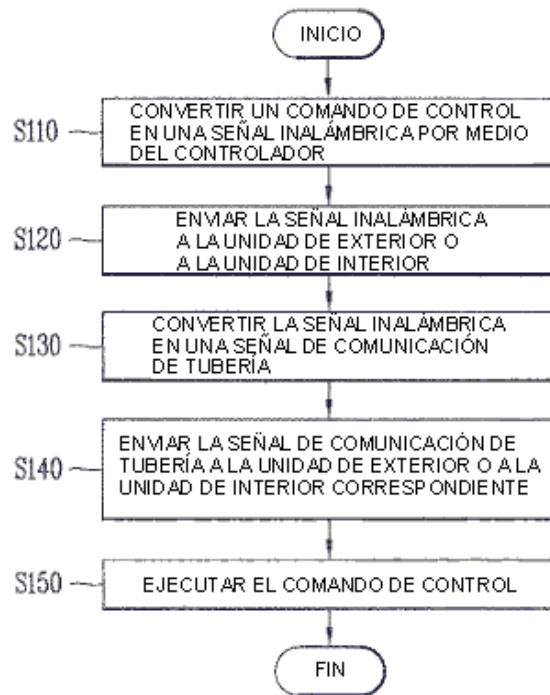 INICIO
S110
CONVERTIR UN COMANDO DE CONTROL
EN UNA SEÑAL INALÁMBRICA POR MEDIO
DEL CONTROLADOR
S120
ENVIAR LA SEÑAL INALÁMBRICA
A LA UNIDAD DE EXTERIOR O
A LA UNIDAD DE INTERIOR
S130
CONVERTIR LA SEÑAL INALÁMBRICA
EN UNA SEÑAL DE COMUNICACIÓN
DE TUBERÍA
S140
ENVIAR LA SEÑAL DE COMUNICACIÓN DE
TUBERÍA A LA UNIDAD DE EXTERIOR O A LA
UNIDAD DE INTERIOR CORRESPONDIENTE
S150
EJECUTAR EL COMANDO DE CONTROL
FIN